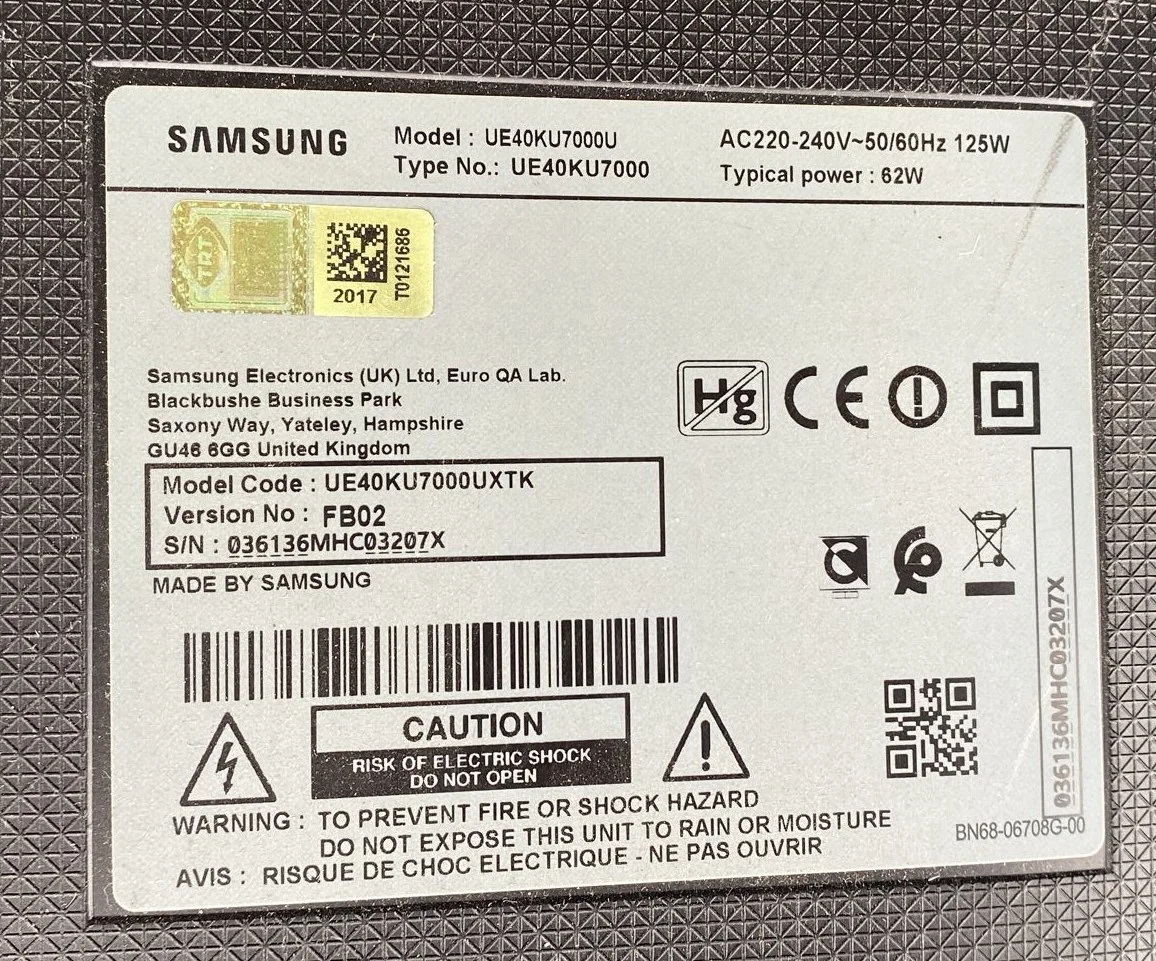 SAMSUNG
Model : UE40KU7000U
Type No.: UE40KU7000
AC220-240V~50/60Hz 125W
Typical power : 62W
TRT
2017
T0121686
Samsung Electronics (UK) Ltd, Euro QA Lab.
Blackbushe Business Park
Saxony Way, Yateley, Hampshire
GU46 6GG United Kingdom
Hg CE
Model Code : UE40KU7000UXTK
Version No : FB02
S/N : 036136MHC03207X
MADE BY SAMSUNG
036136MHC03207X
CAUTION
RISK OF ELECTRIC SHOCK
DO NOT OPEN
WARNING : TO PREVENT FIRE OR SHOCK HAZARD
DO NOT EXPOSE THIS UNIT TO RAIN OR MOISTURE
AVIS : RISQUE DE CHOC ELECTRIQUE - NE PAS OUVRIR
BN68-06708G-00